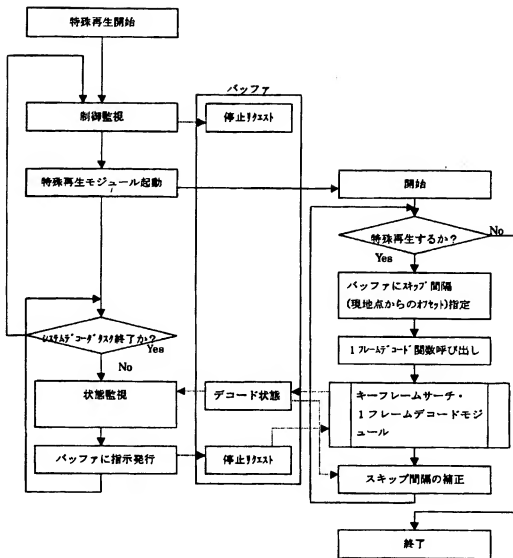 特殊再生開始
バッファ
制御監視
停止リクエスト
特殊再生モジュール起動
開始
特殊再生するか?
No
Yes
バッファにスキップ間隔
(現地点からのオフセット)指定
システムデコーダタスク終了か?
Yes
No
1フレームデコード関数呼び出し
状態監視
デコード状態
キーフレームサーチ・
1フレームデコードモジ
ュール
バッファに指示発行
停止リクエスト
スキップ間隔の補正
終了